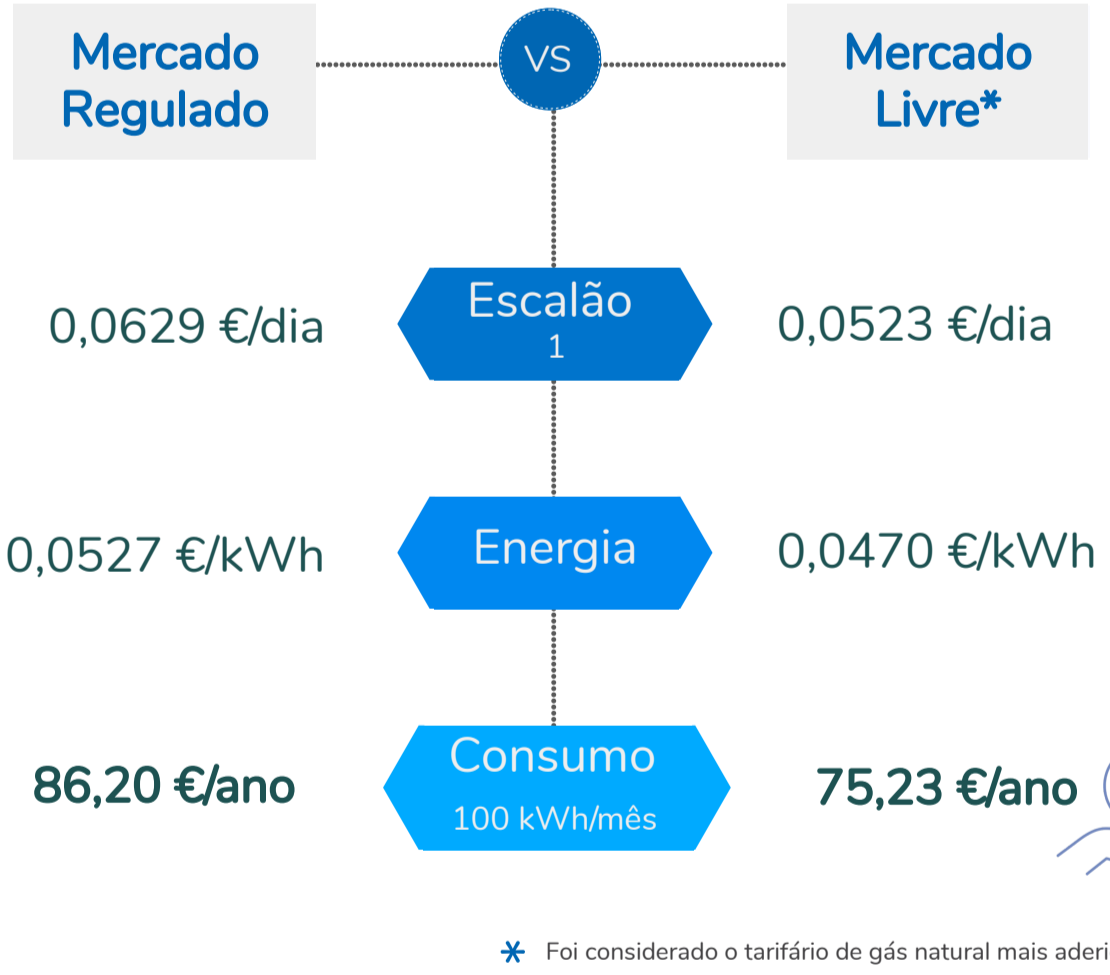 Mercado
Regulado
VS
Mercado
Livre*
0,0629 €/dia
Escalão
1
0,0523 €/dia
0,0527 €/kWh
Energia
0,0470 €/kWh
86,20 €/ano
Consumo
100 kWh/mês
75,23 €/ano
* Foi considerado o tarifário de gás natural mais aderi